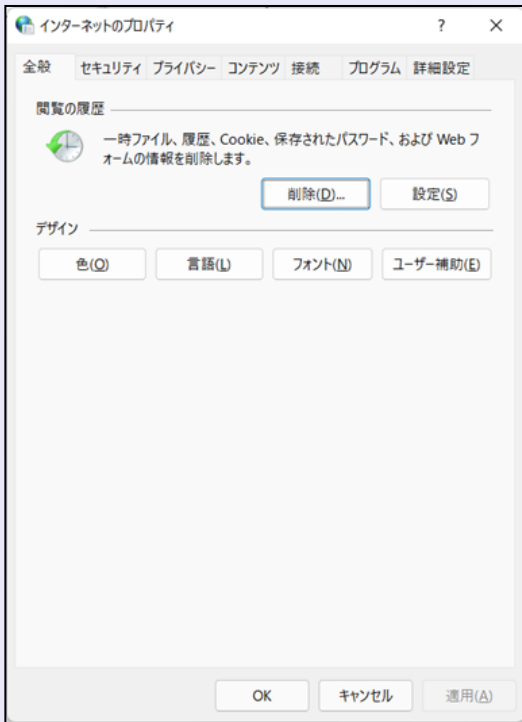 インターネットのプロパティ ? ×
全般 セキュリティ プライバシー コンテンツ 接続 プログラム 詳細設定
閲覧の履歴
一時ファイル、履歴、Cookie、保存されたパスワード、および Web フ
ォームの情報を削除します。
削除(D)... 設定(S)
デザイン
色(O) 言語(L) フォント(N) ユーザー補助(E)
OK キャンセル 適用(A)